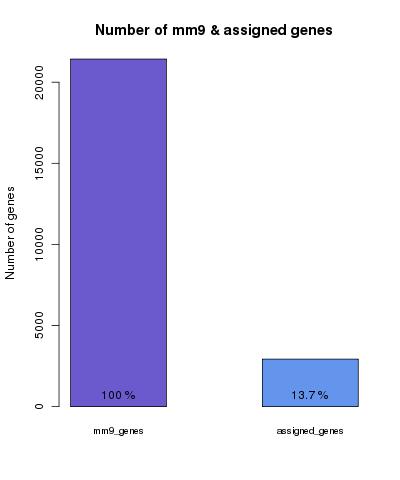 Number of mm9 & assigned genes
Number of genes
20000
15000
10000
5000
0
100 %
13.7 %
mm9_genes
assigned_genes